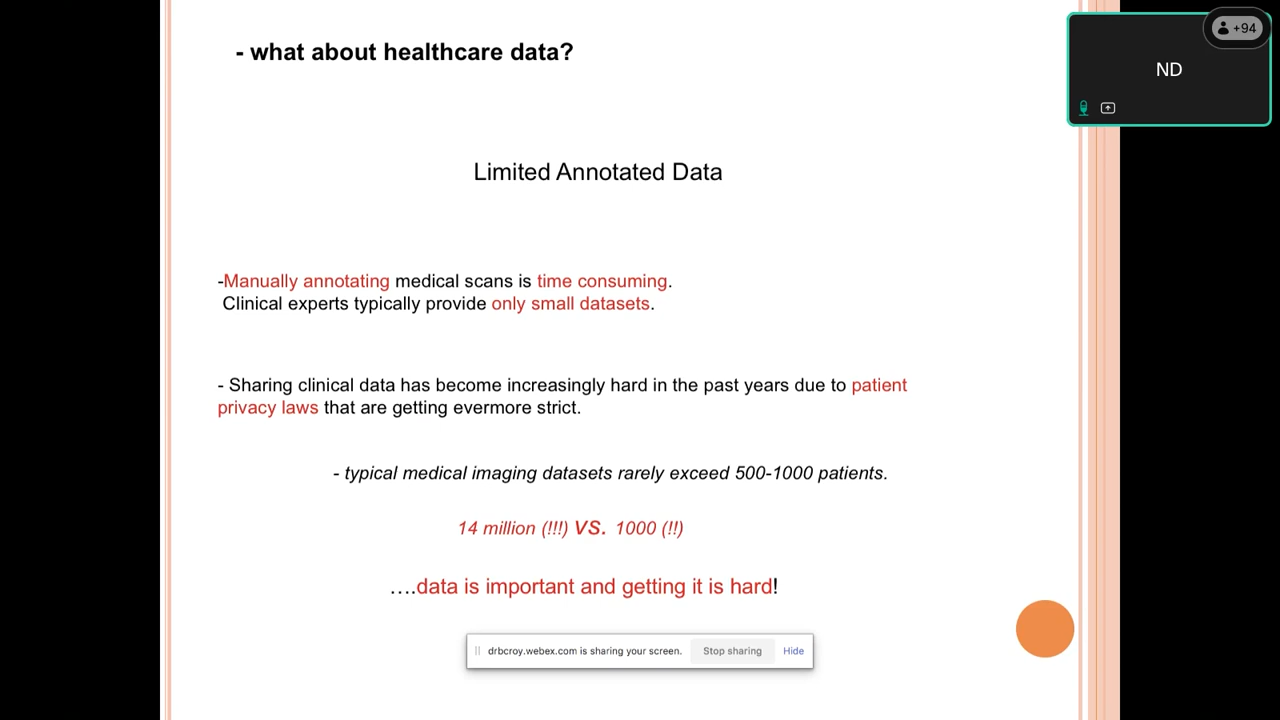 - what about healthcare data?
+94
ND
Limited Annotated Data
-Manually annotating medical scans is time consuming.
Clinical experts typically provide only small datasets.
- Sharing clinical data has become increasingly hard in the past years due to patient
privacy laws that are getting evermore strict.
- typical medical imaging datasets rarely exceed 500-1000 patients.
14 million (!!!) vs. 1000 (!!)
….data is important and getting it is hard!
drbcroy.webex.com is sharing your screen. Stop sharing Hide